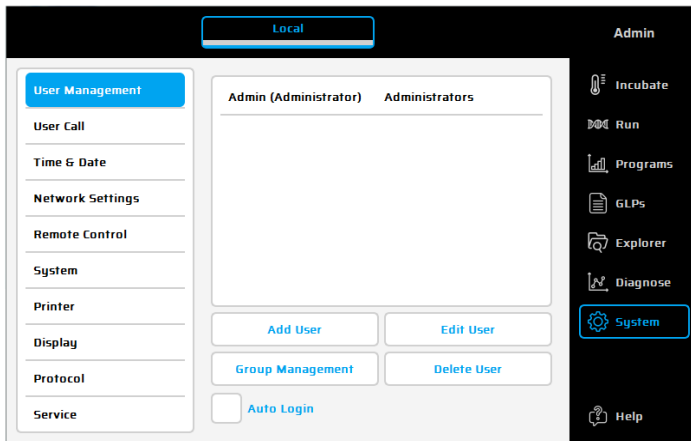 Local
Admin
User Management
User Call
Time & Date
Network Settings
Remote Control
System
Printer
Display
Protocol
Service
Admin (Administrator) Administrators
Add User
Edit User
Group Management
Delete User
Auto Login
Incubate
Run
Programs
GLPs
Explorer
Diagnose
System
Help